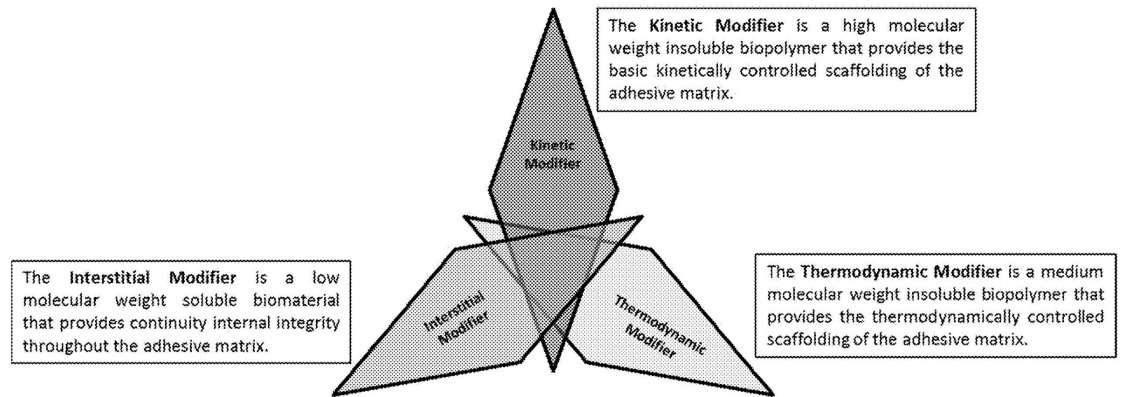 The Kinetic Modifier is a high molecular
weight insoluble biopolymer that provides the
basic kinetically controlled scaffolding of the
adhesive matrix.
Kinetic
Modifier
The Interstitial Modifier is a low
molecular weight soluble biomaterial
that provides continuity internal integrity
throughout the adhesive matrix.
Interstitial
Modifier
Thermodynamic
Modifier
The Thermodynamic Modifier is a medium
molecular weight insoluble biopolymer that
provides the thermodynamically controlled
scaffolding of the adhesive matrix.